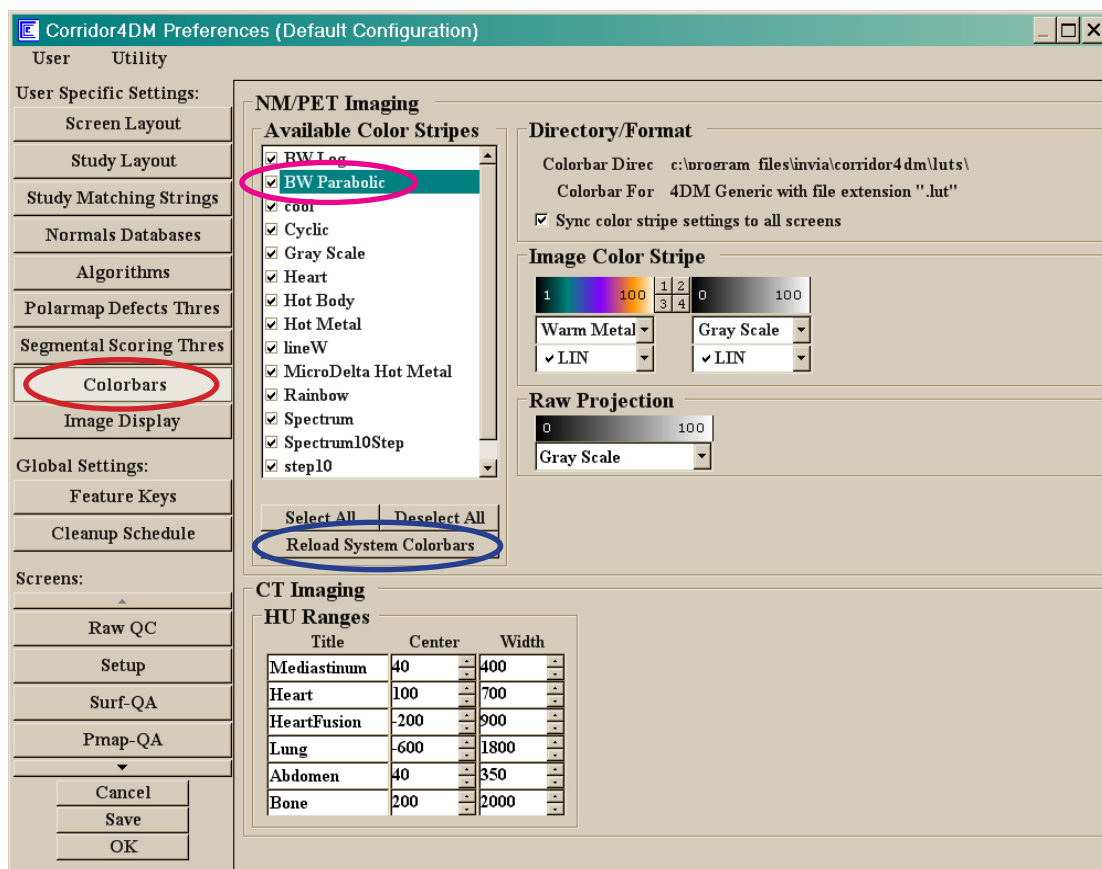 Corridor4DM Preferences (Default Configuration)
User Utility
User Specific Settings:
Screen Layout
Study Layout
Study Matching Strings
Normals Databases
Algorithms
Polarmap Defects Thres
Segmental Scoring Thres
Colorbars
Image Display
Global Settings:
Feature Keys
Cleanup Schedule
Screens:
Raw QC
Setup
Surf-QA
Pmap-QA
Cancel
Save
OK
NM/PET Imaging
Available Color Stripes
BW Log
BW Parabolic
cool
Cyclic
Gray Scale
Heart
Hot Body
Hot Metal
lineW
MicroDelta Hot Metal
Rainbow
Spectrum
Spectrum10Step
step10
Select All Deselect All
Reload System Colorbars
Directory/Format
Colorbar Direc c:\program_files\invia\corridor4dm\luts\
Colorbar For 4DM Generic with file extension ".lut"
Sync color stripe settings to all screens
Image Color Stripe
1 100 1 2 0 100
3 4
Warm Metal Gray Scale
LIN LIN
Raw Projection
0 100
Gray Scale
CT Imaging
HU Ranges
Title Center Width
Mediastinum 40 400
Heart 100 700
HeartFusion -200 900
Lung -600 1800
Abdomen 40 350
Bone 200 2000